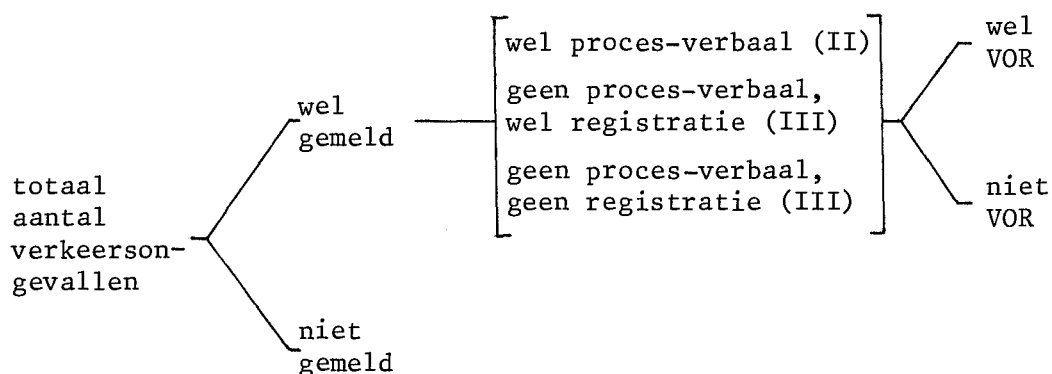 totaal
aantal
verkeerson-
gevallen
wel
gemeld
niet
gemeld
wel proces-verbaal (II)
geen proces-verbaal,
wel registratie (III)
geen proces-verbaal,
geen registratie (III)
wel
VOR
niet
VOR